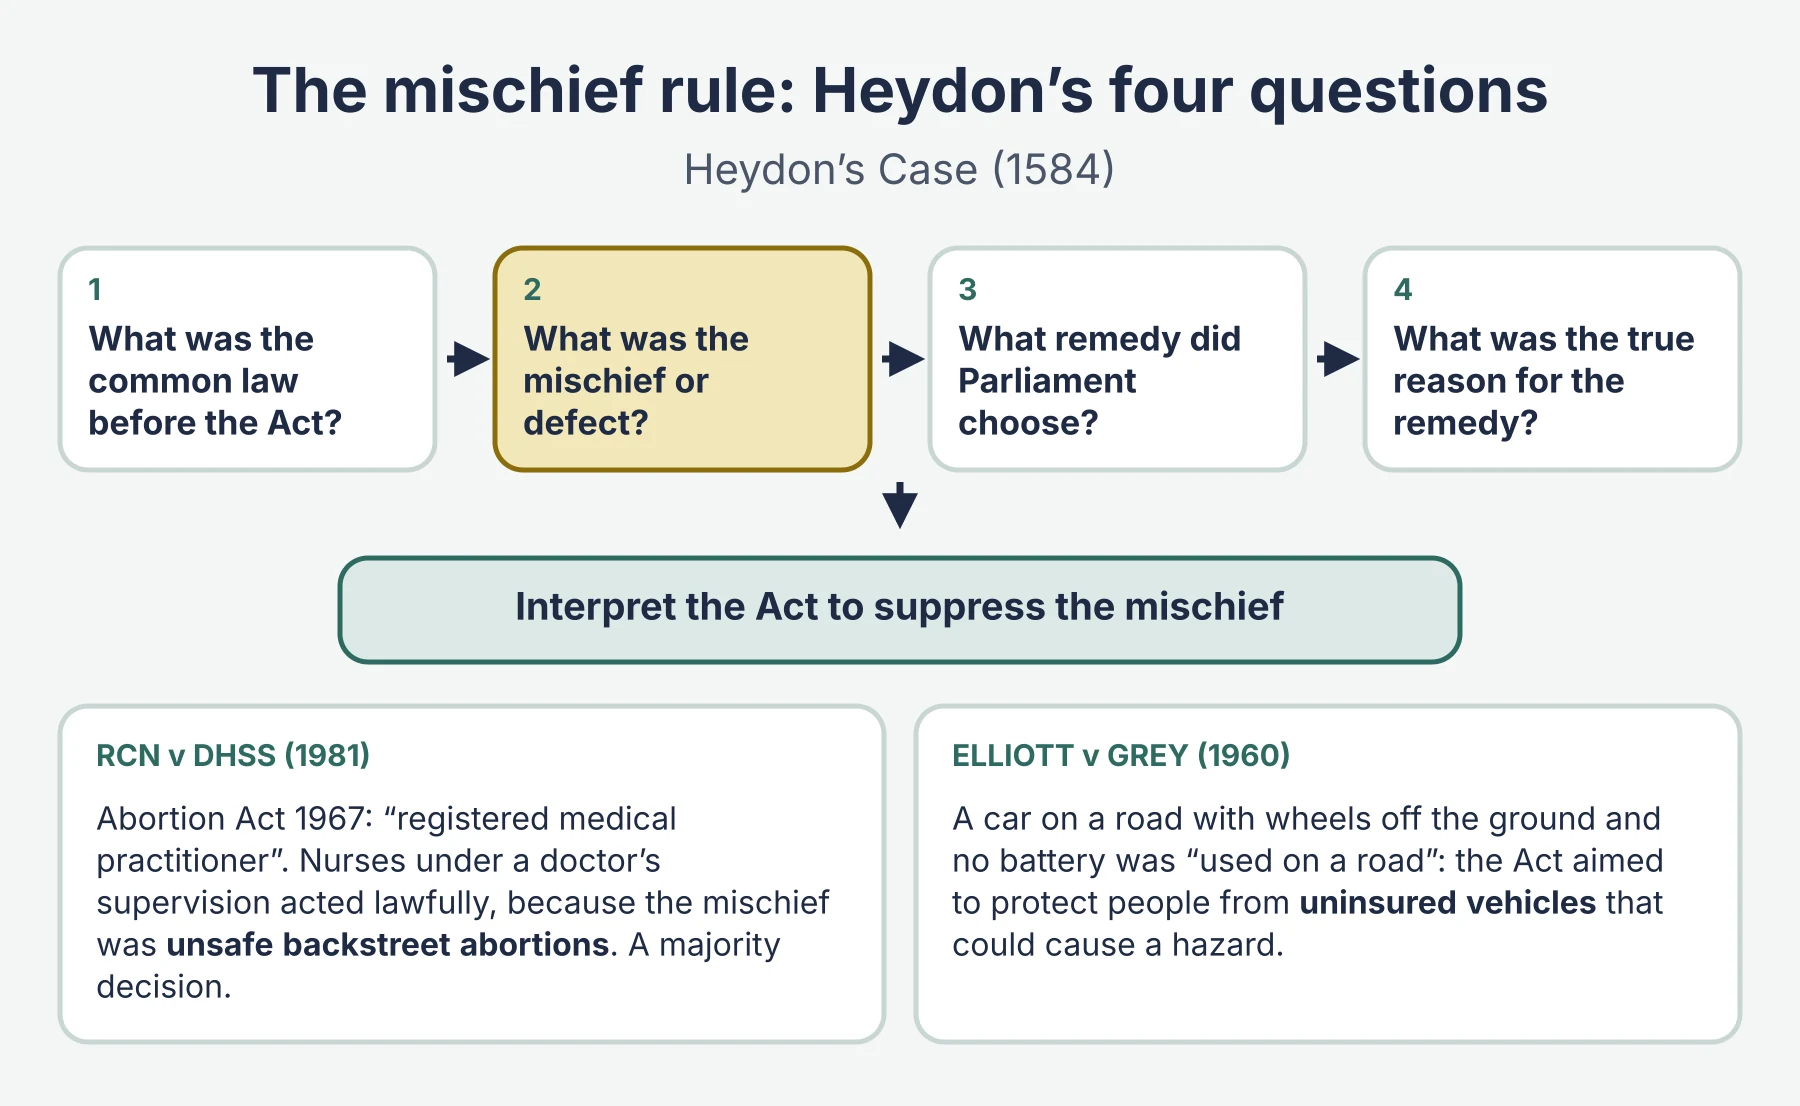 The mischief rule: Heydon’s four questions
Heydon’s Case (1584)
1
What was the
common law
before the Act?
2
What was the
mischief or
defect?
3
What remedy did
Parliament
choose?
4
What was the true
reason for the
remedy?
Interpret the Act to suppress the mischief
RCN v DHSS (1981)
Abortion Act 1967: “registered medical
practitioner”. Nurses under a doctor’s
supervision acted lawfully, because the mischief
was unsafe backstreet abortions. A majority
decision.
ELLIOTT v GREY (1960)
A car on a road with wheels off the ground and
no battery was “used on a road”: the Act aimed
to protect people from uninsured vehicles that
could cause a hazard.